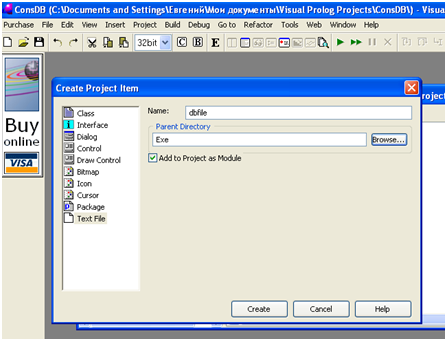 ConsDB (C:\Documents and Settings\Евгений\Мои документы\Visual Prolog Projects\ConsDB\) - Visual
Purchase File Edit View Insert Project Build Debug Go to Refactor Tools Web Window Help
32bit C B E
Create Project Item
Class
Interface
Dialog
Control
Draw Control
Bitmap
Icon
Cursor
Package
Text File
Name: dbfile
Parent Directory
Exe Browse...
Add to Project as Module
Create Cancel Help
Buy
online
VISA